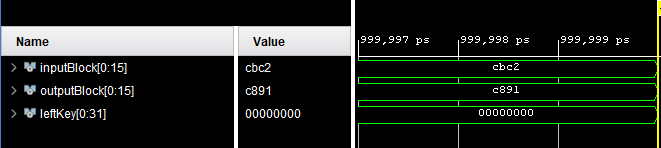 Name Value 999,997 ps 999,998 ps 999,999 ps
inputBlock[0:15] cbc2 cbc2
outputBlock[0:15] c891 c891
leftKey[0:31] 00000000 00000000